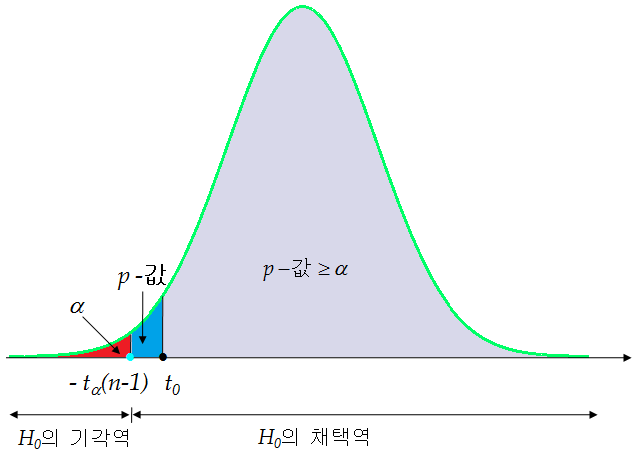 p -값
α
p–값 ≥ α
- tα(n-1) t0
H0의 기각역
H0의 채택역